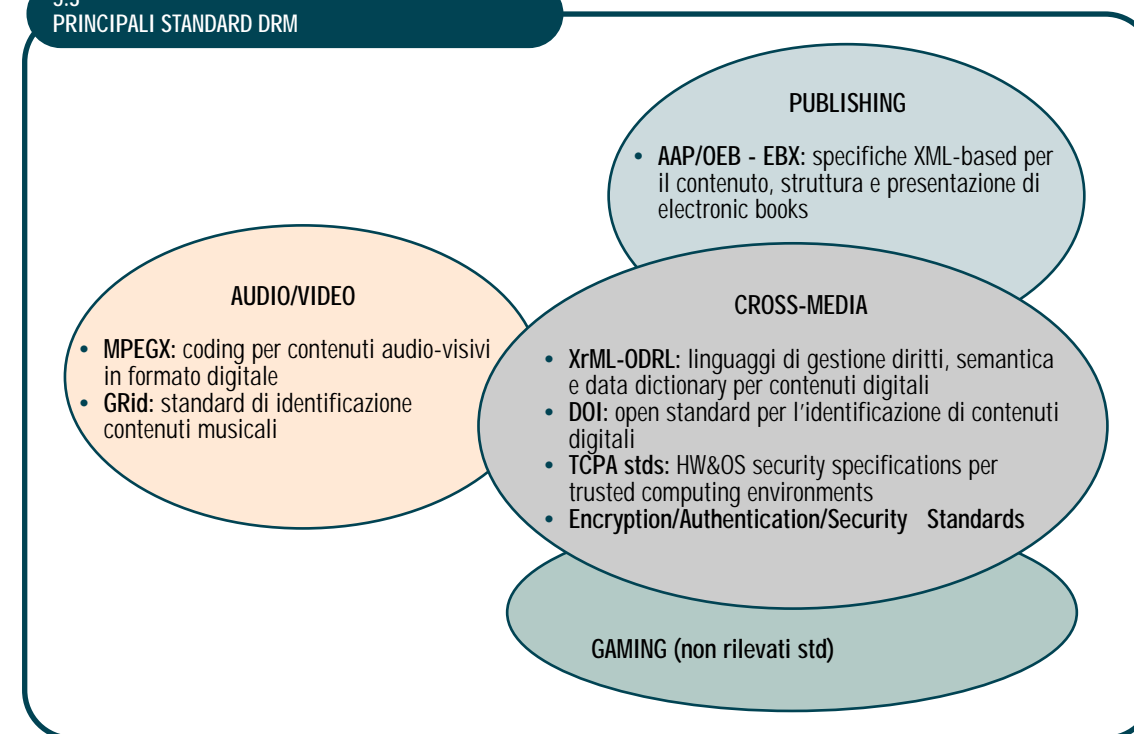 PRINCIPALI STANDARD DRM
PUBLISHING
• AAP/OEB - EBX: specifiche XML-based per
il contenuto, struttura e presentazione di
electronic books
AUDIO/VIDEO
• MPEGX: coding per contenuti audio-visivi
in formato digitale
• GRid: standard di identificazione
contenuti musicali
CROSS-MEDIA
• XrML-ODRL: linguaggi di gestione diritti, semantica
e data dictionary per contenuti digitali
• DOI: open standard per l'identificazione di contenuti
digitali
• TCPA stds: HW&OS security specifications per
trusted computing environments
• Encryption/Authentication/Security Standards
GAMING (non rilevati std)